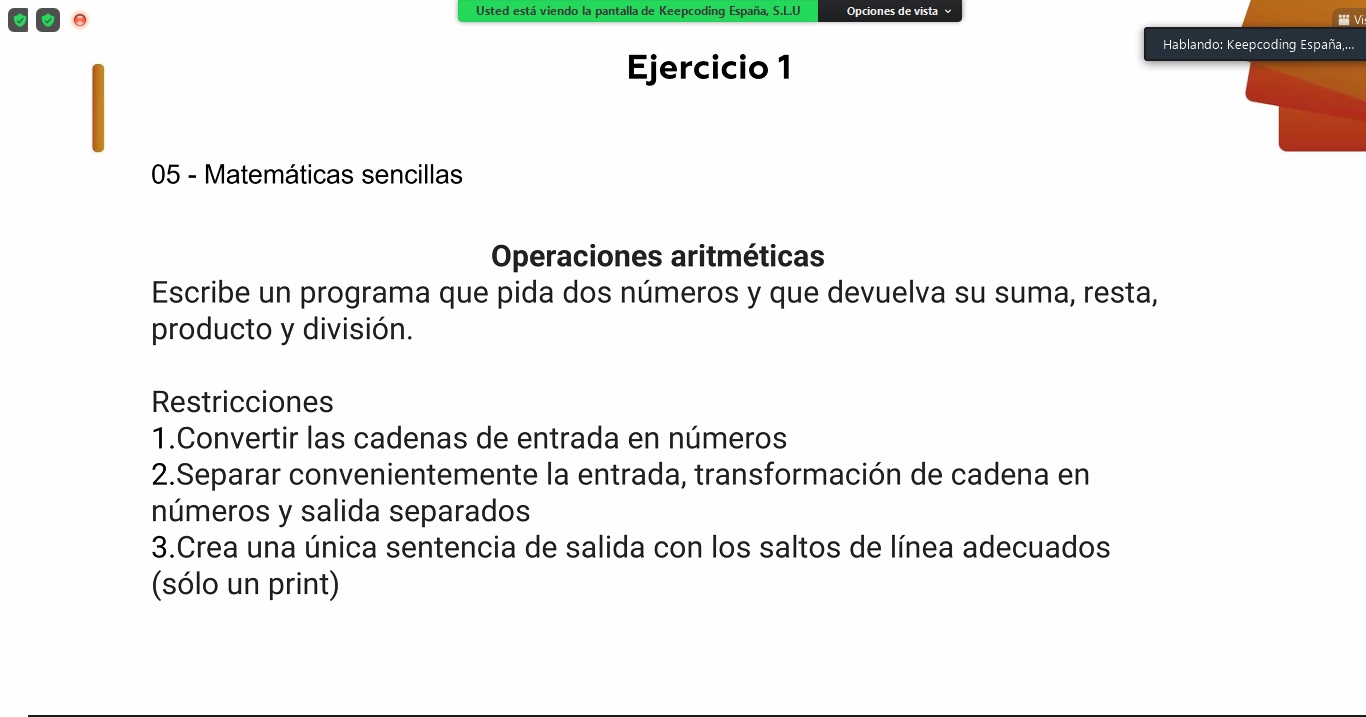 Usted está viendo la pantalla de Keepcoding España, S.L.U
Opciones de vista
Hablando: Keepcoding España,...
Ejercicio 1
05 - Matemáticas sencillas
Operaciones aritméticas
Escribe un programa que pida dos números y que devuelva su suma, resta,
producto y división.
Restricciones
1.Convertir las cadenas de entrada en números
2.Separar convenientemente la entrada, transformación de cadena en
números y salida separados
3.Crea una única sentencia de salida con los saltos de línea adecuados
(sólo un print)